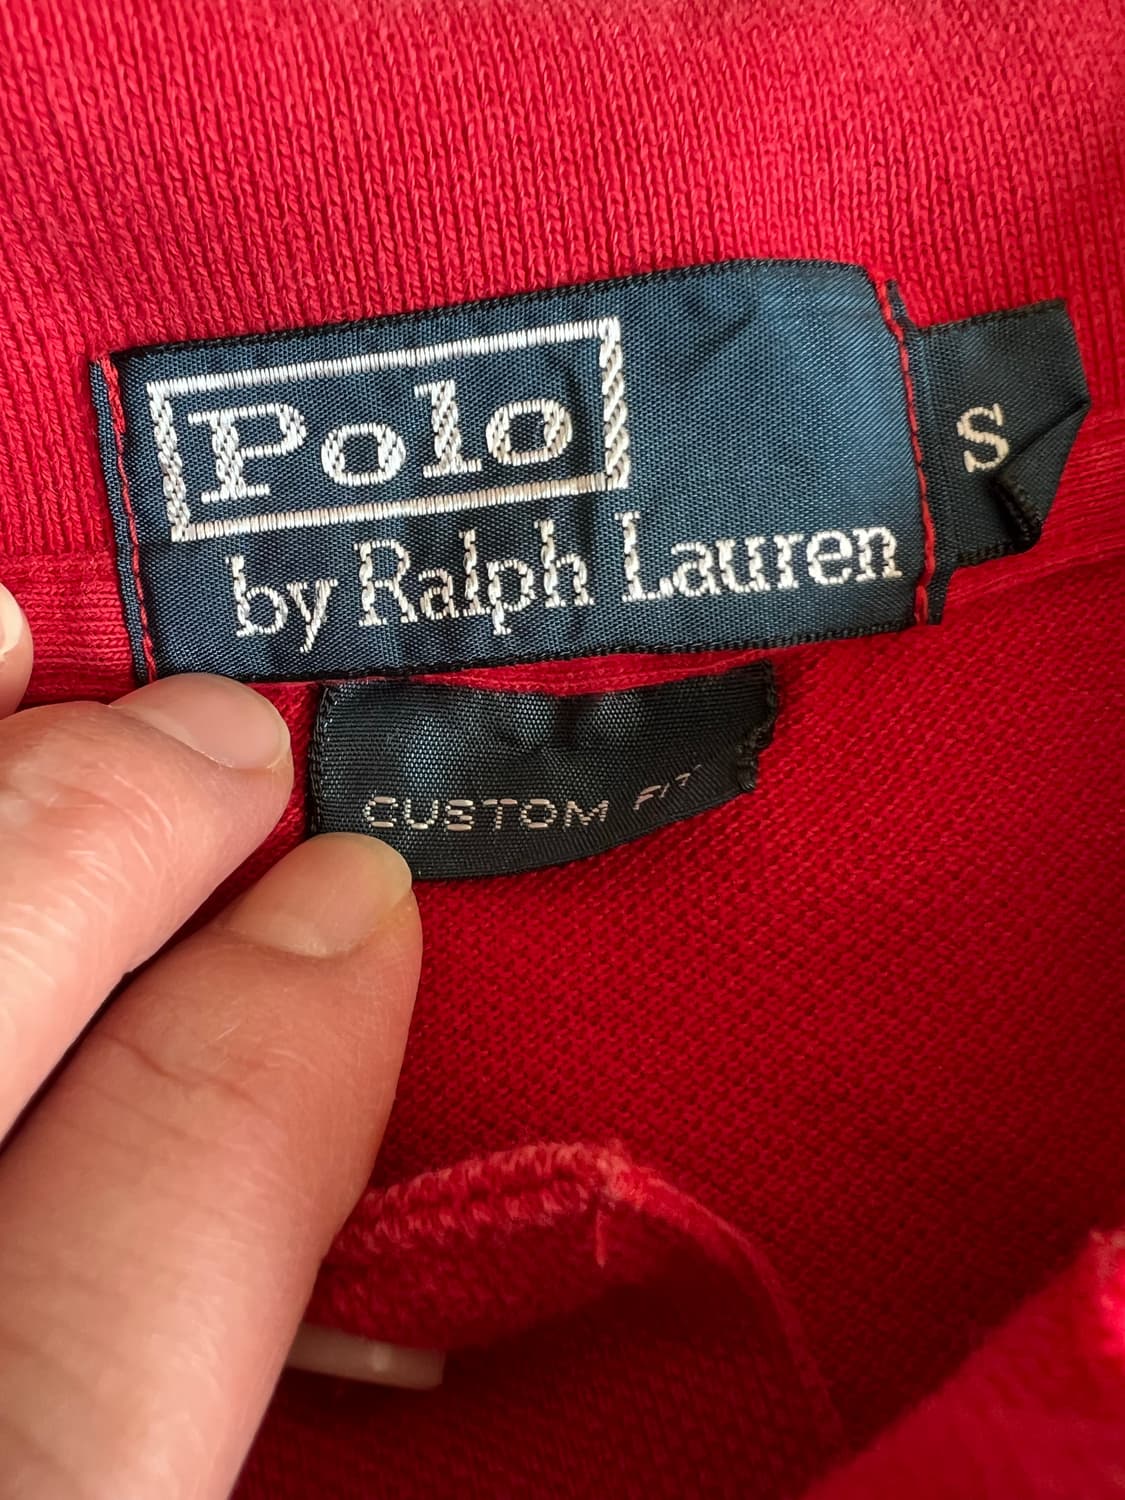 Polo
by Ralph Lauren
S
CUSTOM FIT